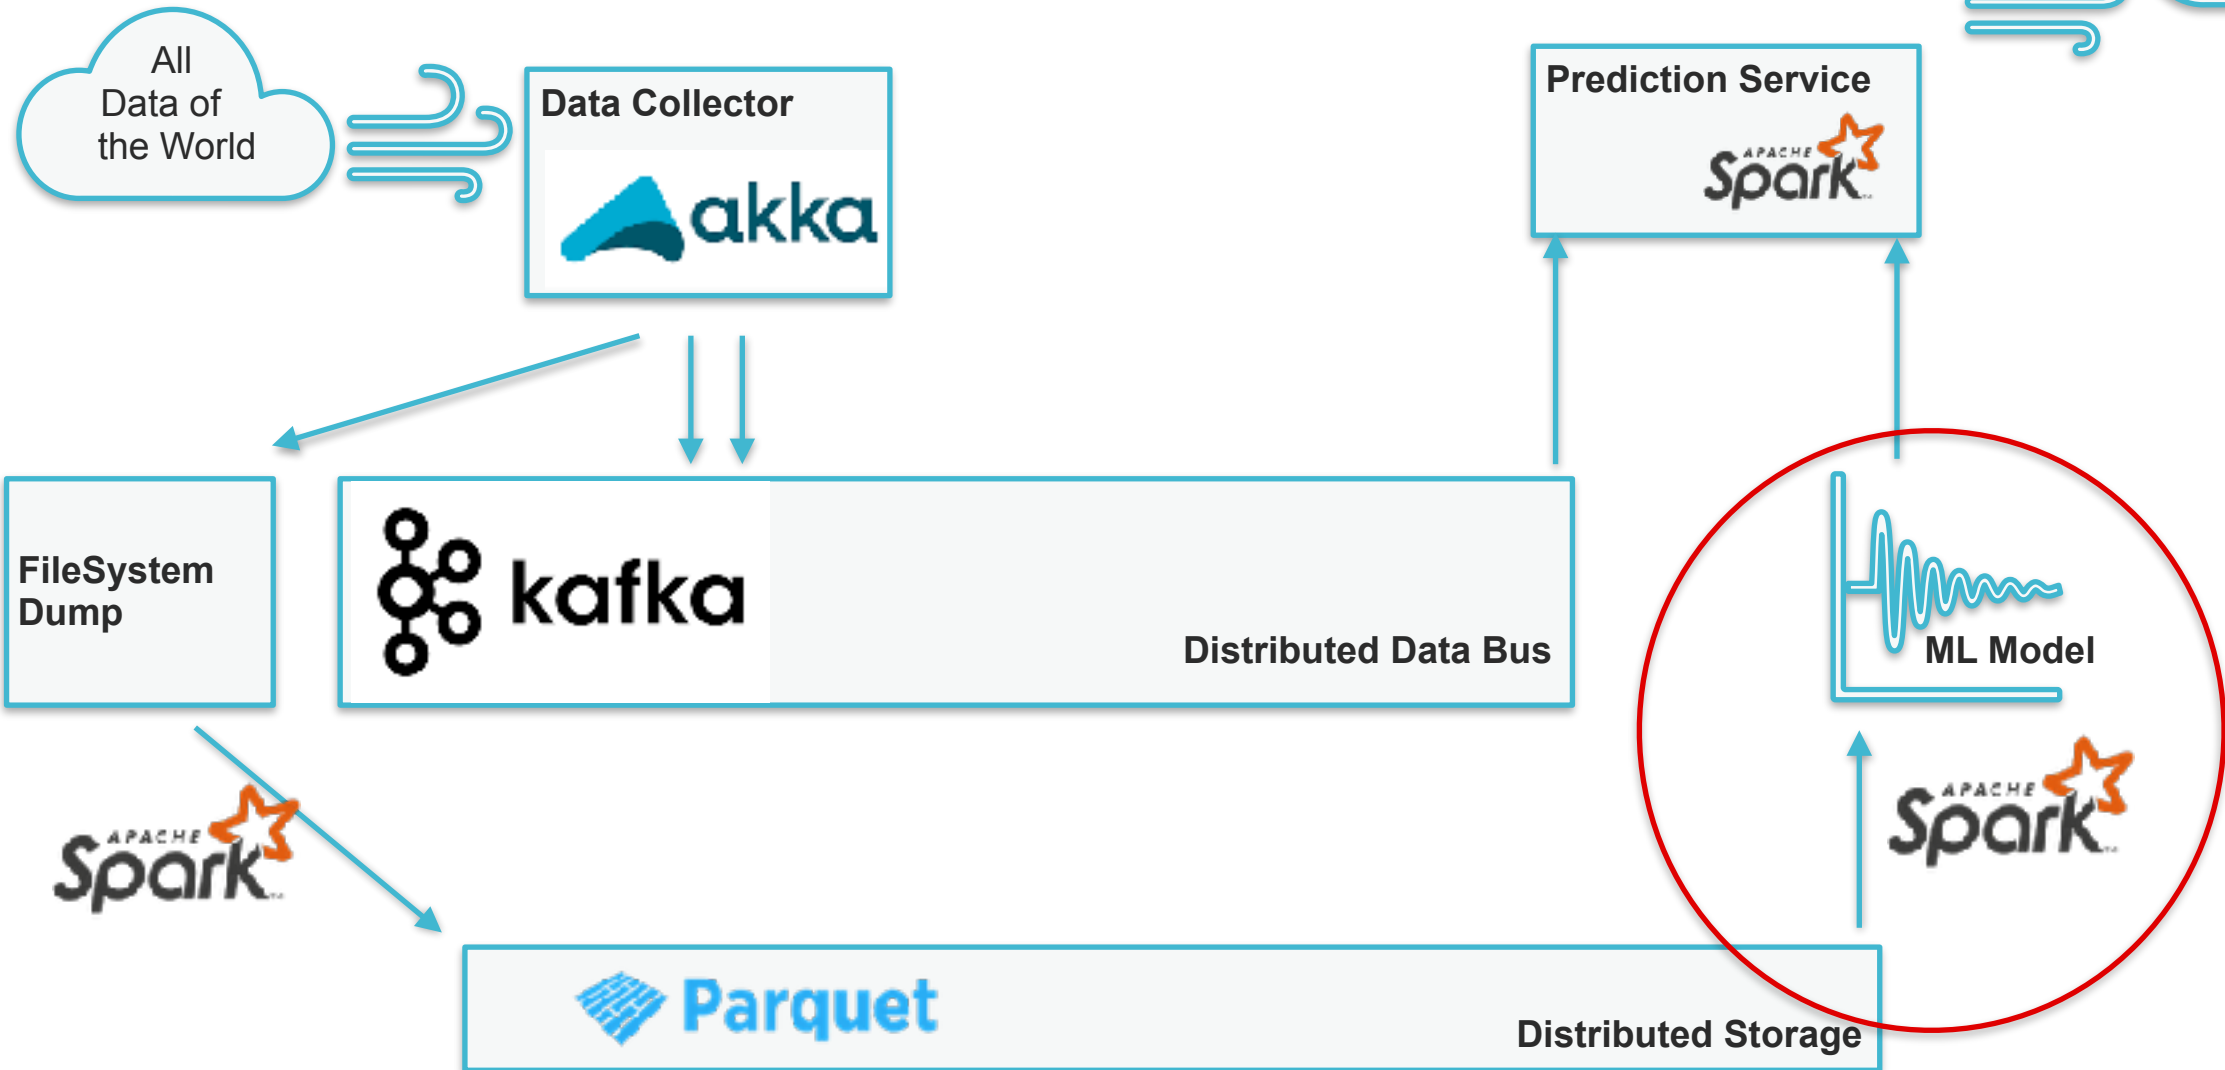 All
Data of
the World
Data Collector
akka
Prediction Service
APACHE
Spark
FileSystem
Dump
kafka
Distributed Data Bus
ML Model
APACHE
Spark
APACHE
Spark
Parquet
Distributed Storage